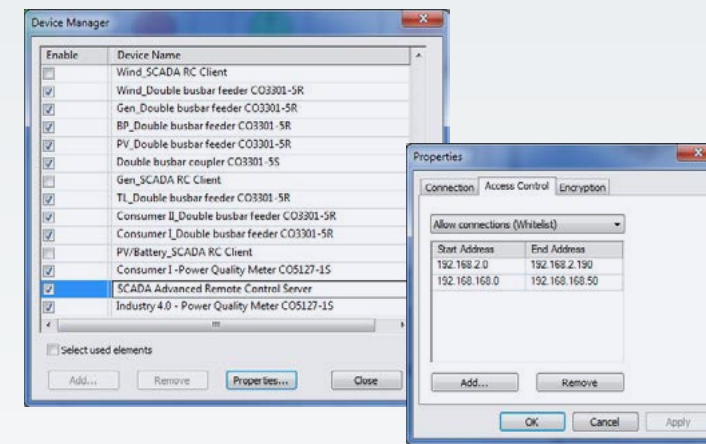 Device Manager
Enable Device Name
Wind_SCADA RC Client
Wind_Double busbar feeder CO3301-5R
Gen_Double busbar feeder CO3301-5R
BP_Double busbar feeder CO3301-5R
PV_Double busbar feeder CO3301-5R
Double busbar coupler CO3301-5S
Gen_SCADA RC Client
TL_Double busbar feeder CO3301-5R
Consumer II_Double busbar feeder CO3301-5R
Consumer I_Double busbar feeder CO3301-5R
PV/Battery_SCADA RC Client
Consumer I -Power Quality Meter CO5127-1S
SCADA Advanced Remote Control Server
Industry 4.0 - Power Quality Meter CO5127-1S
Select used elements
Add... Remove Properties... Close
Properties
Connection Access Control Encryption
Allow connections (Whitelist)
Start Address End Address
192.168.2.0 192.168.2.190
192.168.168.0 192.168.168.50
Add... Remove
OK Cancel Apply